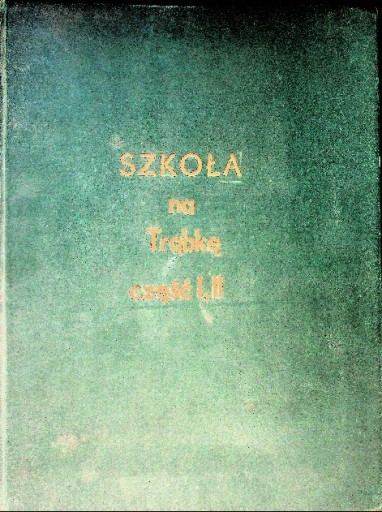 SZKOŁA
na
Trąbkę
część I, II